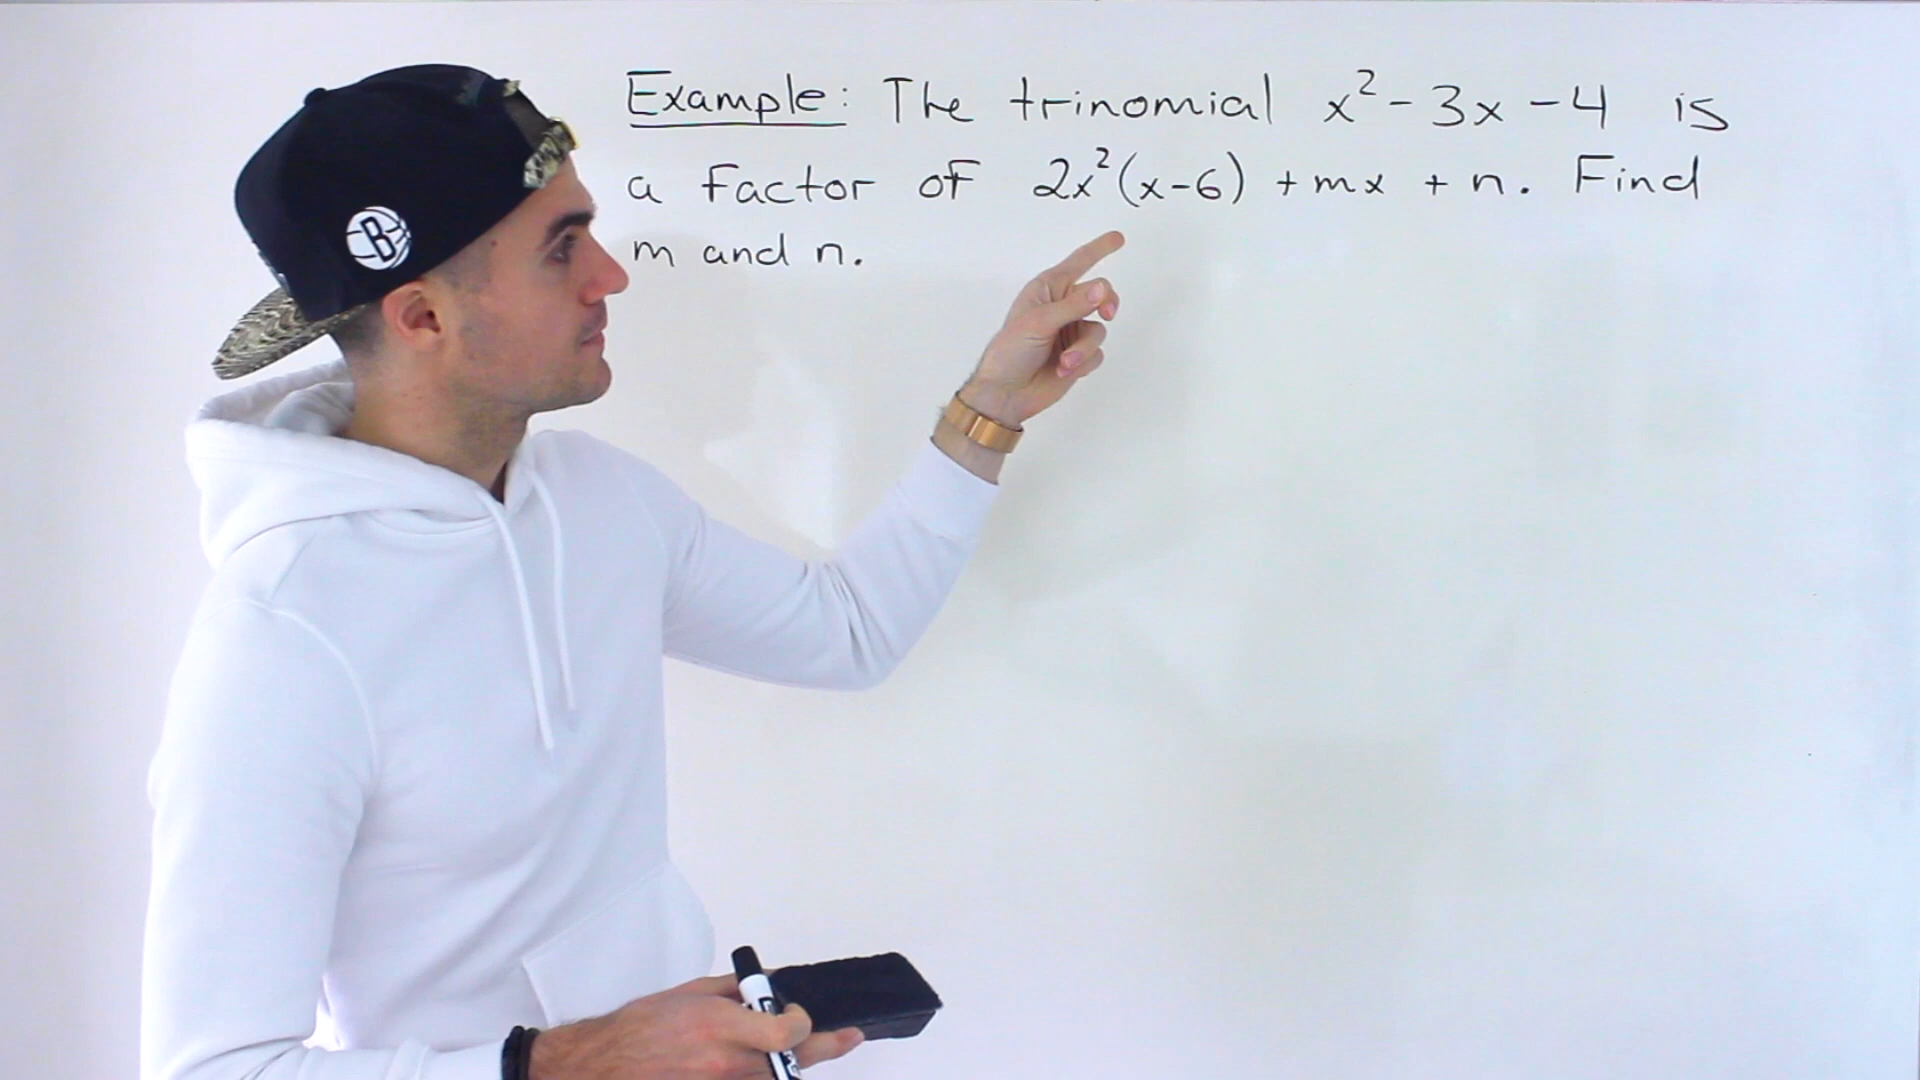 Example: The trinomial x² - 3x - 4 is
a factor of 2x²(x-6) + mx + n. Find
m and n.
B